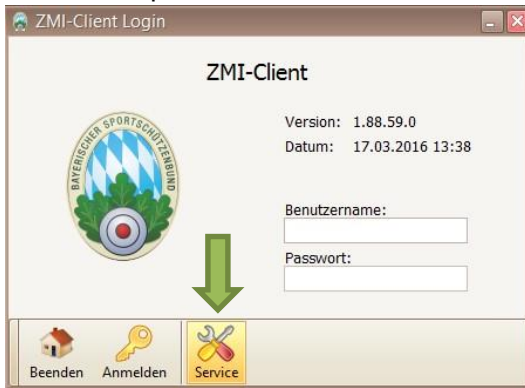 ZMI-Client Login
ZMI-Client
BAYERISCHER SPORTSCHÜTZENBUND
Version: 1.88.59.0
Datum: 17.03.2016 13:38
Benutzername:
Passwort:
Beenden Anmelden Service